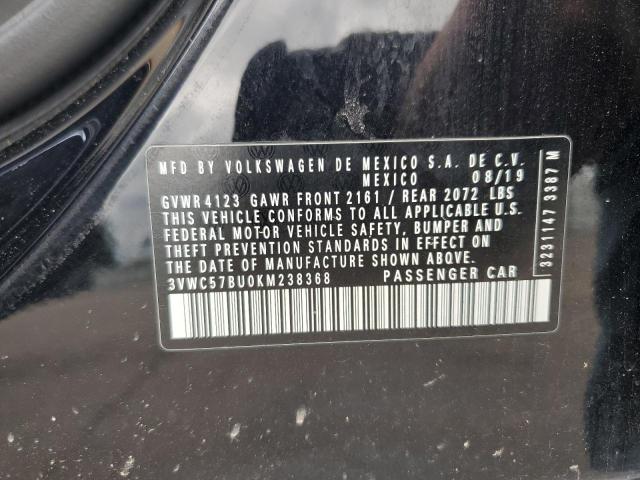 MFD BY VOLKSWAGEN DE MEXICO S.A. DE C.V.
MEXICO 08/19
GVWR 4123 GAWR FRONT 2161 / REAR 2072 LBS
THIS VEHICLE CONFORMS TO ALL APPLICABLE U.S.
FEDERAL MOTOR VEHICLE SAFETY, BUMPER AND
THEFT PREVENTION STANDARDS IN EFFECT ON
THE DATE OF MANUFACTURE SHOWN ABOVE.
3VWC57BU0KM238368 PASSENGER CAR
3231147 3387 M